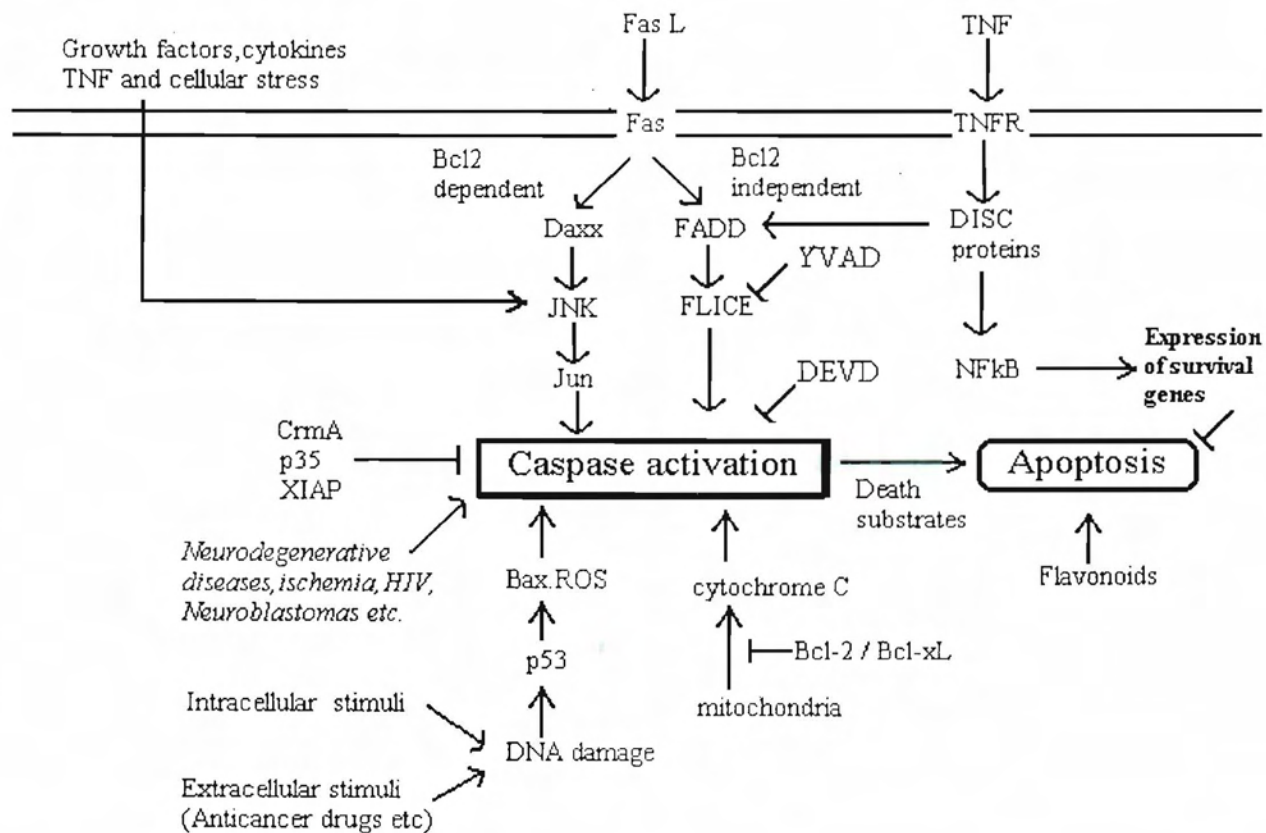 Fas L
TNF
Growth factors,cytokines
TNF and cellular stress
Fas
TNFR
Bcl2
dependent
Bcl2
independent
Daxx
FADD
DISC
proteins
YVAD
JNK
FLICE
Jun
DEVD
NFkB
Expression
of survival
genes
CrmA
p35
XIAP
Caspase activation
Death
substrates
Apoptosis
Neurodegenerative
diseases,ischemia,HIV,
Neuroblastomas etc.
Bax.ROS
cytochrome C
Flavonoids
p53
Bcl-2 / Bcl-xL
Intracellular stimuli
mitochondria
DNA damage
Extracellular stimuli
(Anticancer drugs etc)